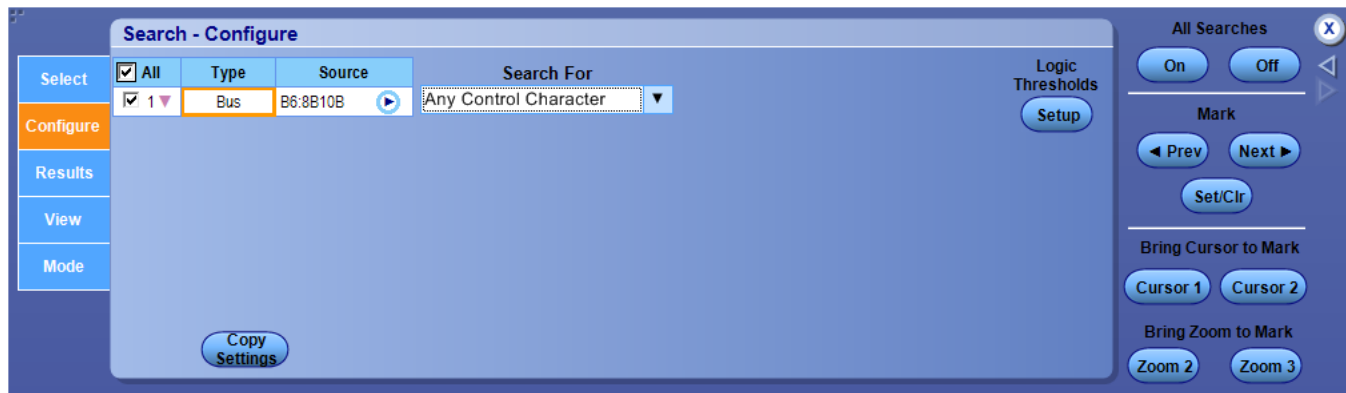 Search - Configure
All Type Source Search For
1 Bus B6:8B10B Any Control Character
Logic
Thresholds
Setup
Select
Configure
Results
View
Mode
Copy
Settings
All Searches X
On Off
Mark
Prev Next
Set/Clr
Bring Cursor to Mark
Cursor 1 Cursor 2
Bring Zoom to Mark
Zoom 2 Zoom 3